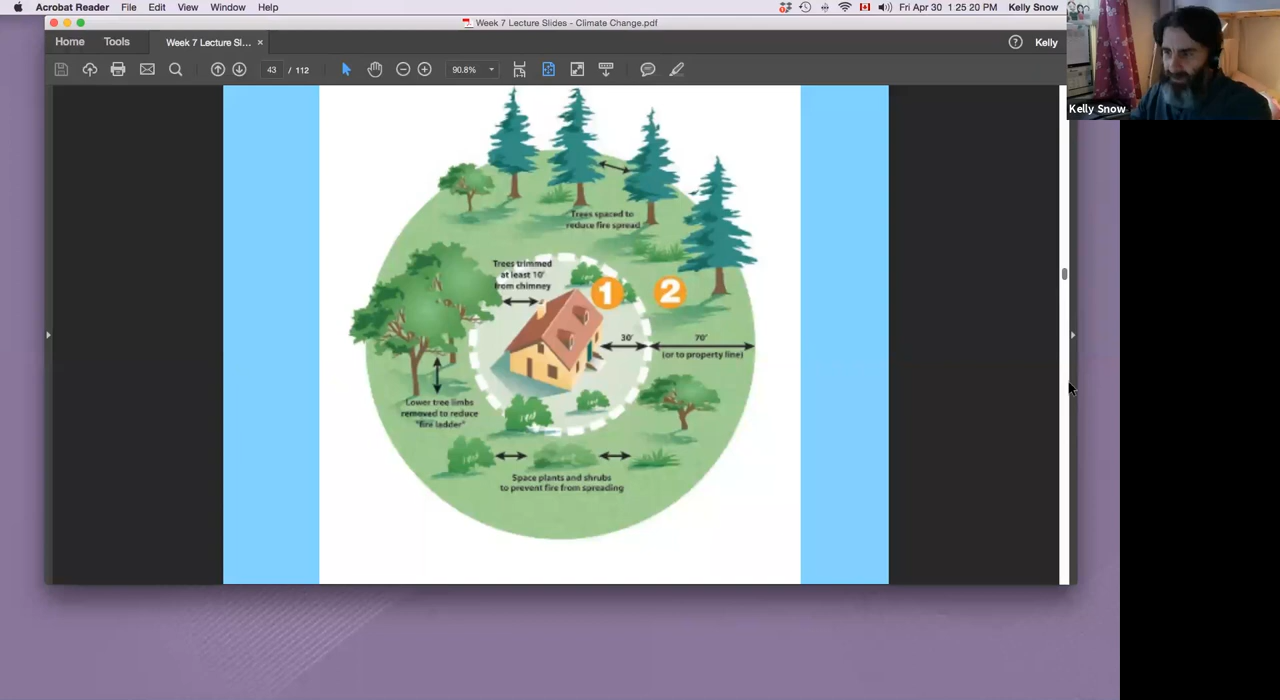 Acrobat Reader File Edit View Window Help
Fri Apr 30 1 25 20 PM Kelly Snow
Week 7 Lecture Slides - Climate Change.pdf
Home Tools Week 7 Lecture Sl... × Kelly
43 / 112 90.8%
Kelly Snow
Trees spaced to
reduce fire spread
Trees trimmed
at least 10'
from chimney
1 2
30' 70'
(or to property line)
Lower tree limbs
removed to reduce
"fire ladder"
Space plants and shrubs
to prevent fire from spreading